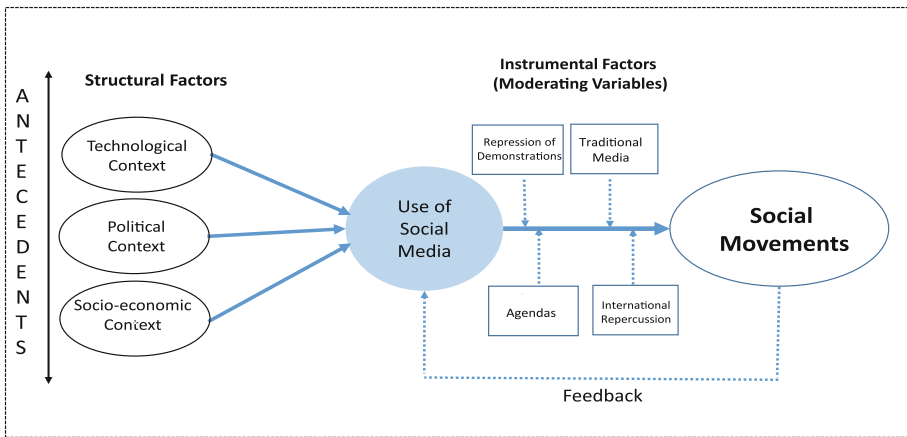 ANTECEDENTS
Structural Factors
Technological
Context
Political
Context
Socio-economic
Context
Use of
Social
Media
Instrumental Factors
(Moderating Variables)
Repression of
Demonstrations
Traditional
Media
Agendas
International
Repercussion
Social
Movements
Feedback